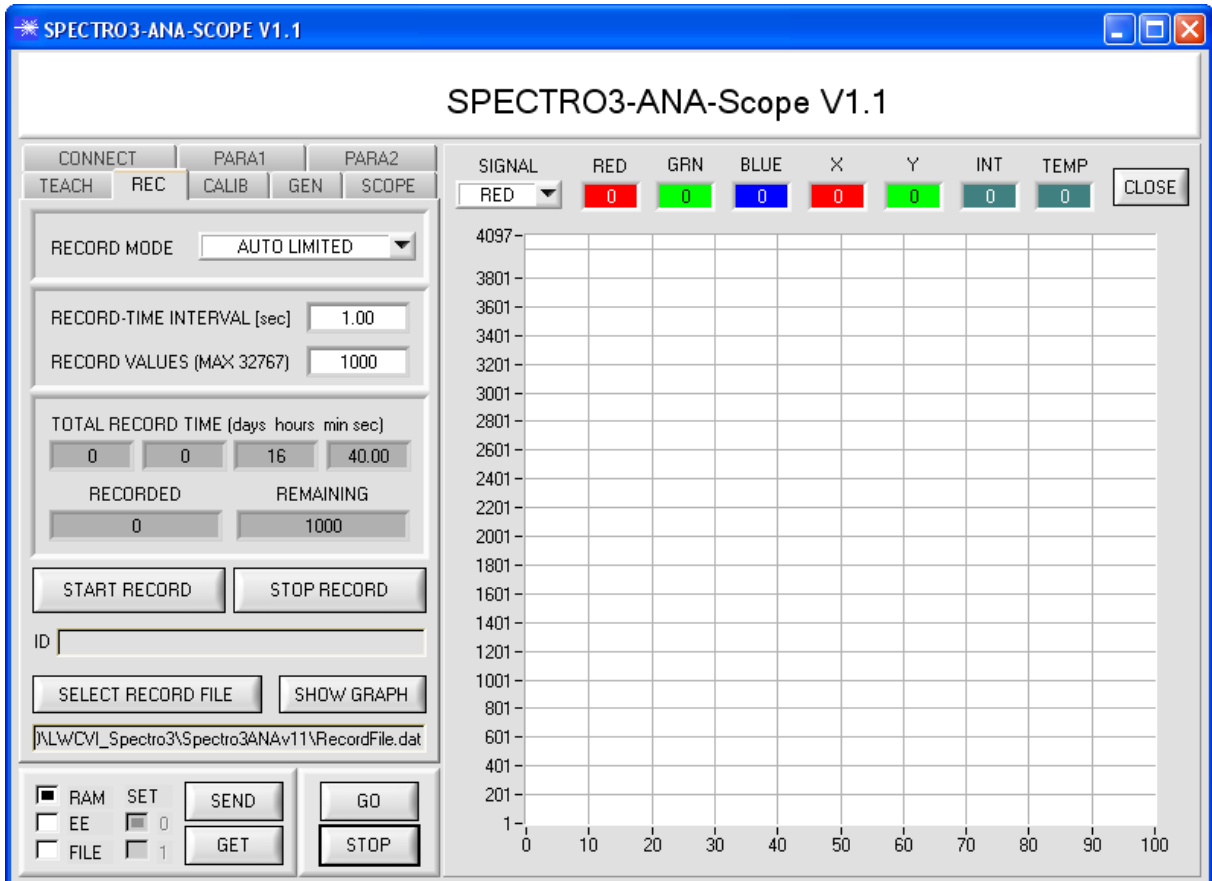 SPECTRO3-ANA-SCOPE V1.1
SPECTRO3-ANA-Scope V1.1
CONNECT PARA1 PARA2
TEACH REC CALIB GEN SCOPE
RECORD MODE AUTO LIMITED
RECORD-TIME INTERVAL [sec] 1.00
RECORD VALUES (MAX 32767) 1000
TOTAL RECORD TIME (days hours min sec)
0 0 16 40.00
RECORDED REMAINING
0 1000
START RECORD STOP RECORD
ID
SELECT RECORD FILE SHOW GRAPH
)\LWCVI_Spectro3\Spectro3ANAv11\RecordFile.dat
RAM SET SEND GO
EE 0
FILE 1 GET STOP
SIGNAL RED GRN BLUE X Y INT TEMP
RED 0 0 0 0 0 0 0 CLOSE
4097
3801
3601
3401
3201
3001
2801
2601
2401
2201
2001
1801
1601
1401
1201
1001
801
601
401
201
1
0 10 20 30 40 50 60 70 80 90 100